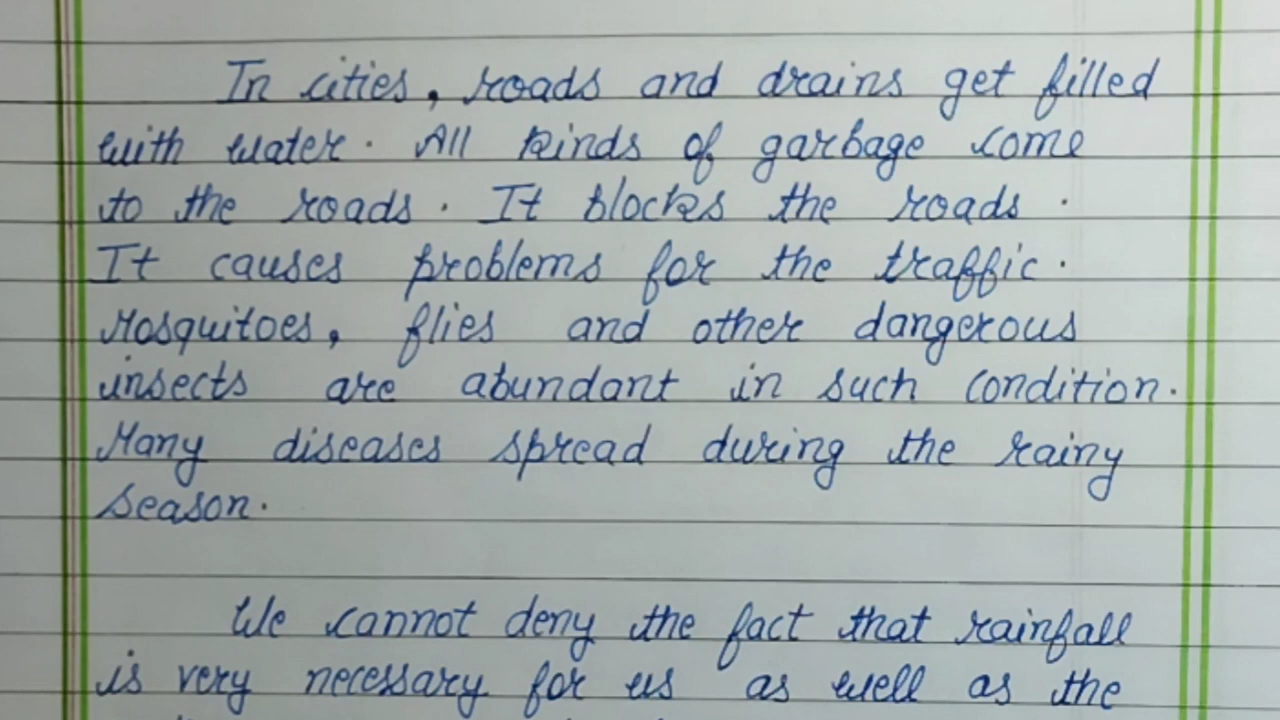 In cities, roads and drains get filled
with water. All kinds of garbage come
to the roads. It blocks the roads.
It causes problems for the traffic.
Mosquitoes, flies and other dangerous
insects are abundant in such condition.
Many diseases spread during the rainy
season.
We cannot deny the fact that rainfall
is very necessary for us as well as the